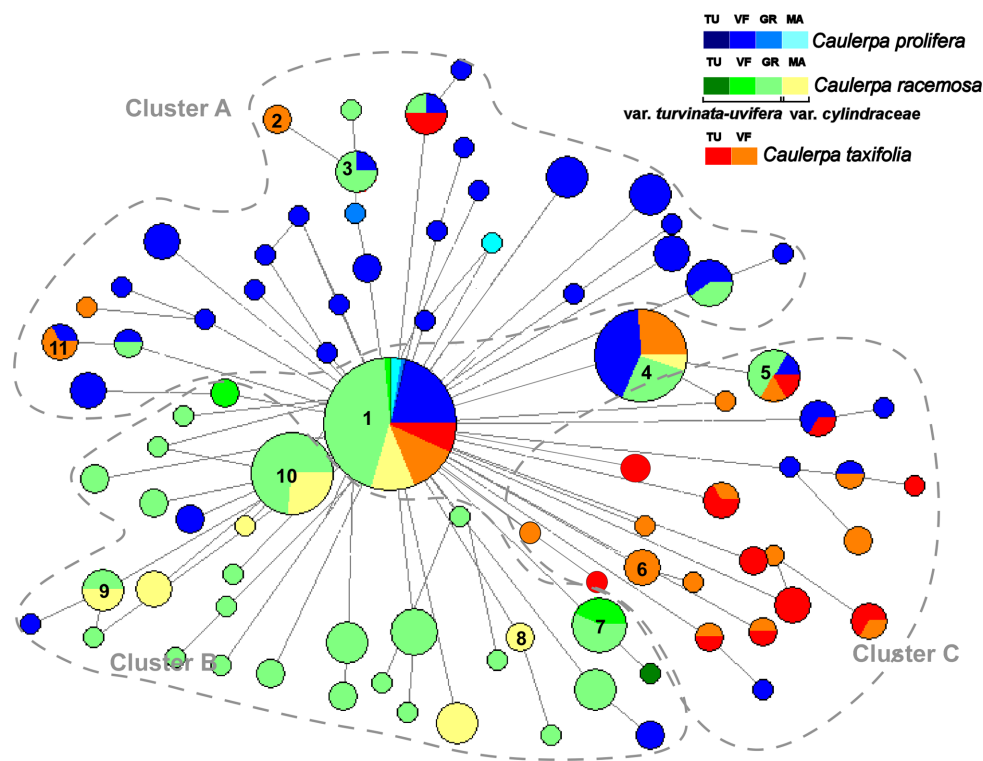 TU VF GR MA
Caulerpa prolifera
TU VF GR MA
Caulerpa racemosa
var. turvinata-uvifera var. cylindraceae
TU VF
Caulerpa taxifolia
Cluster A
2
3
11
4
5
1
10
6
9
7
8
Cluster B
Cluster C